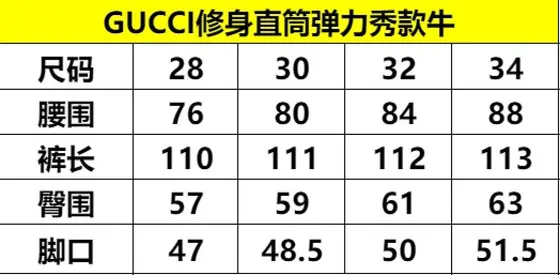 GUCCI修身直筒弹力秀款牛
尺码 28 30 32 34
腰围 76 80 84 88
裤长 110 111 112 113
臀围 57 59 61 63
脚口 47 48.5 50 51.5